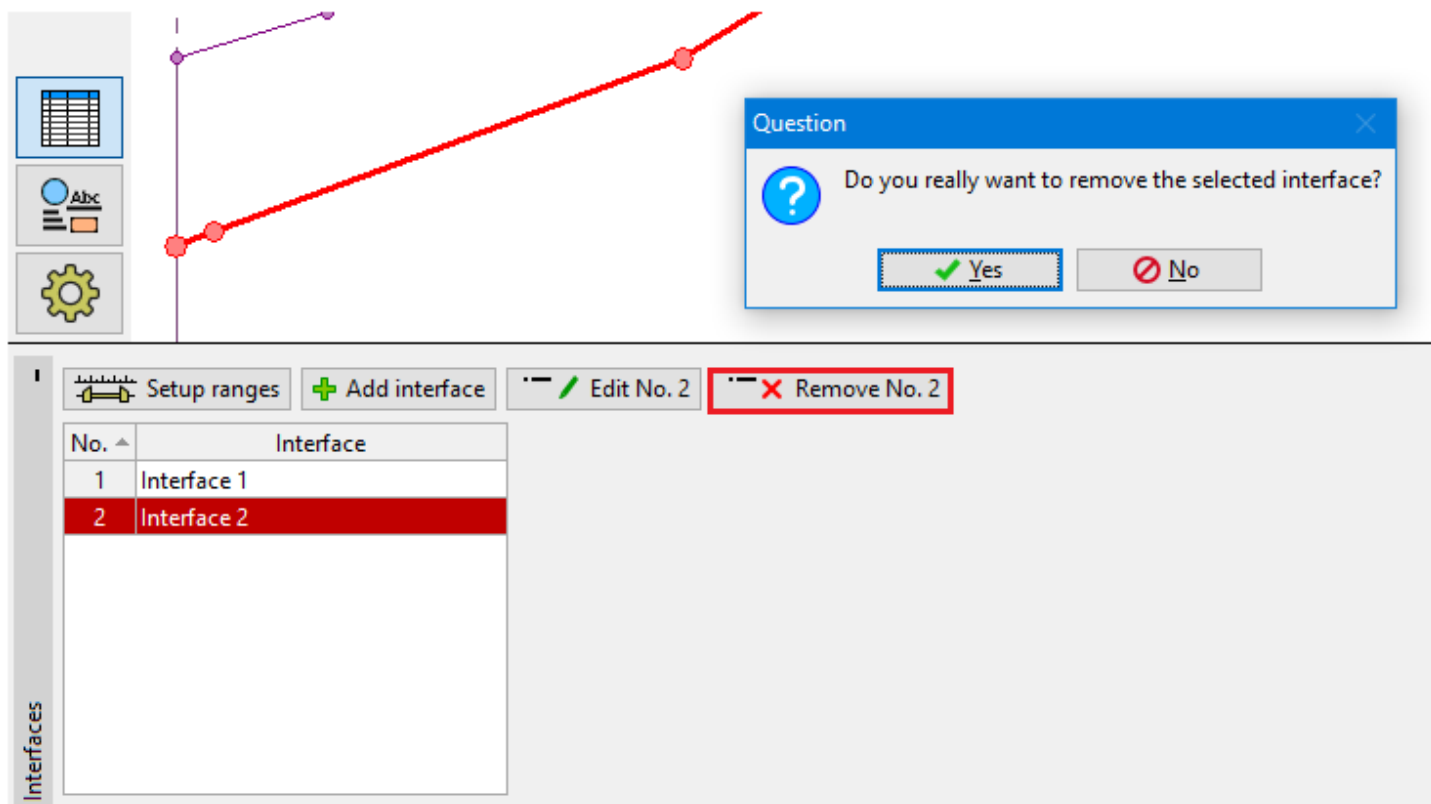 Abc
Question
Do you really want to remove the selected interface?
Yes No
Setup ranges Add interface Edit No. 2 Remove No. 2
No. Interface
1 Interface 1
2 Interface 2
Interfaces